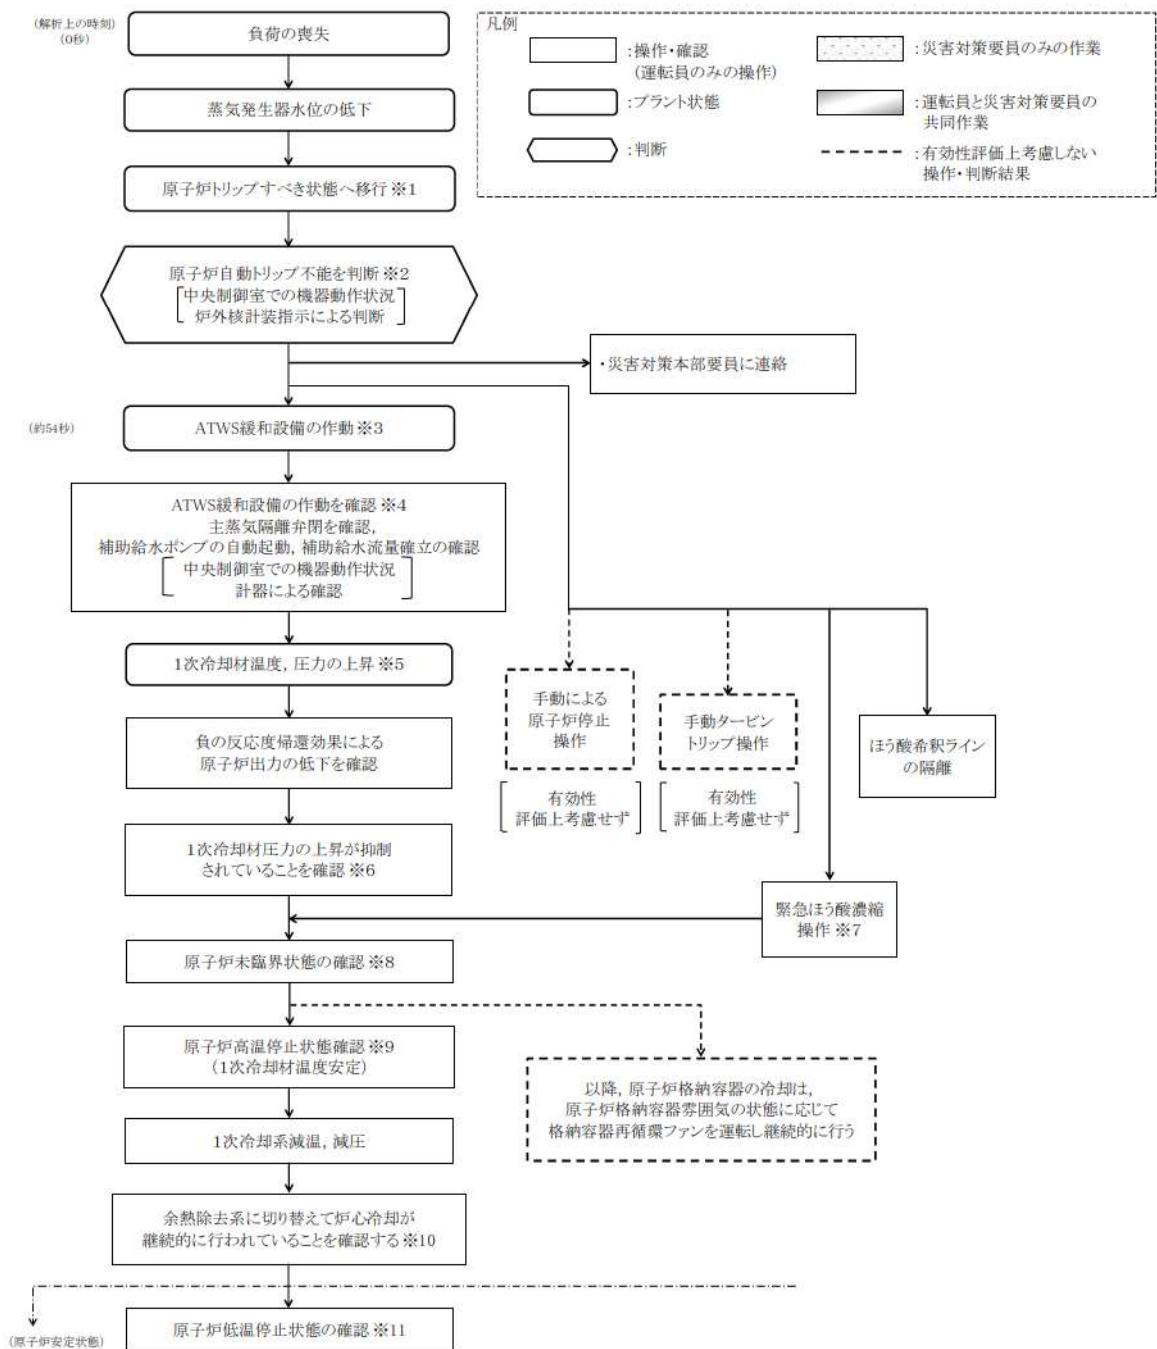 (解析上の時刻)
(0秒)
負荷の喪失
凡例
:操作・確認
(運転員のみの操作)
:プラント状態
:判断
:災害対策要員のみの作業
:運転員と災害対策要員の
共同作業
:有効性評価上考慮しない
操作・判断結果
蒸気発生器水位の低下
原子炉トリップすべき状態へ移行※1
原子炉自動トリップ不能を判断※2
中央制御室での機器動作状況
炉外核計装指示による判断
・災害対策本部要員に連絡
(約54秒)
ATWS緩和設備の作動※3
ATWS緩和設備の作動を確認※4
主蒸気隔離弁閉を確認,
補助給水ポンプの自動起動, 補助給水流量確立の確認
中央制御室での機器動作状況
計器による確認
1次冷却材温度, 圧力の上昇※5
手動による
原子炉停止
操作
有効性
評価上考慮せず
手動タービン
トリップ操作
有効性
評価上考慮せず
ほう酸希釈ライン
の隔離
負の反応度帰還効果による
原子炉出力の低下を確認
1次冷却材圧力の上昇が抑制
されていることを確認※6
緊急ほう酸濃縮
操作※7
原子炉未臨界状態の確認※8
原子炉高温停止状態確認※9
(1次冷却材温度安定)
以降, 原子炉格納容器の冷却は,
原子炉格納容器雰囲気の状態に応じて
格納容器再循環ファンを運転し継続的に行う
1次冷却系減温, 減圧
余熱除去系に切り替えて炉心冷却が
継続的に行われていることを確認する※10
(原子炉安定状態)
原子炉低温停止状態の確認※11